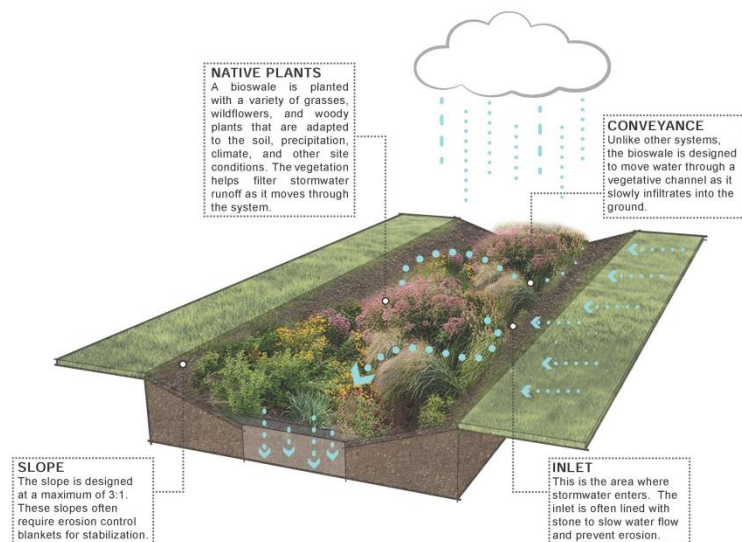 NATIVE PLANTS
A bioswale is planted
with a variety of grasses,
wildflowers, and woody
plants that are adapted
to the soil, precipitation,
climate, and other site
conditions. The vegetation
helps filter stormwater
runoff as it moves through
the system.
CONVEYANCE
Unlike other systems,
the bioswale is designed
to move water through a
vegetative channel as it
slowly infiltrates into the
ground.
SLOPE
The slope is designed
at a maximum of 3:1.
These slopes often
require erosion control
blankets for stabilization.
INLET
This is the area where
stormwater enters. The
inlet is often lined with
stone to slow water flow
and prevent erosion.